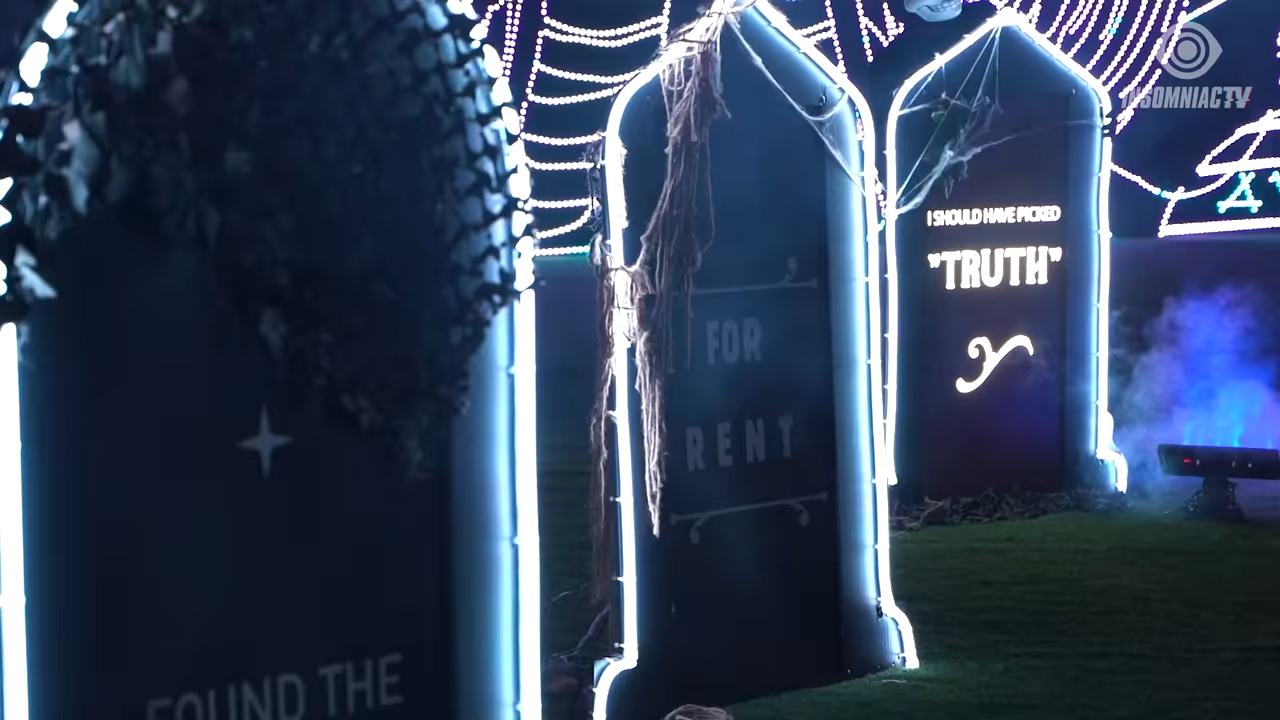 INSOMNIACTV
I SHOULD HAVE PICKED
"TRUTH"
FOR
RENT
FOUND THE